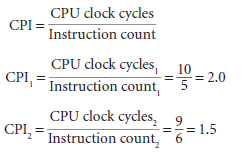 CPI = CPU clock cycles / Instruction count
CPI₁ = CPU clock cycles₁ / Instruction count₁ = 10 / 5 = 2.0
CPI₂ = CPU clock cycles₂ / Instruction count₂ = 9 / 6 = 1.5